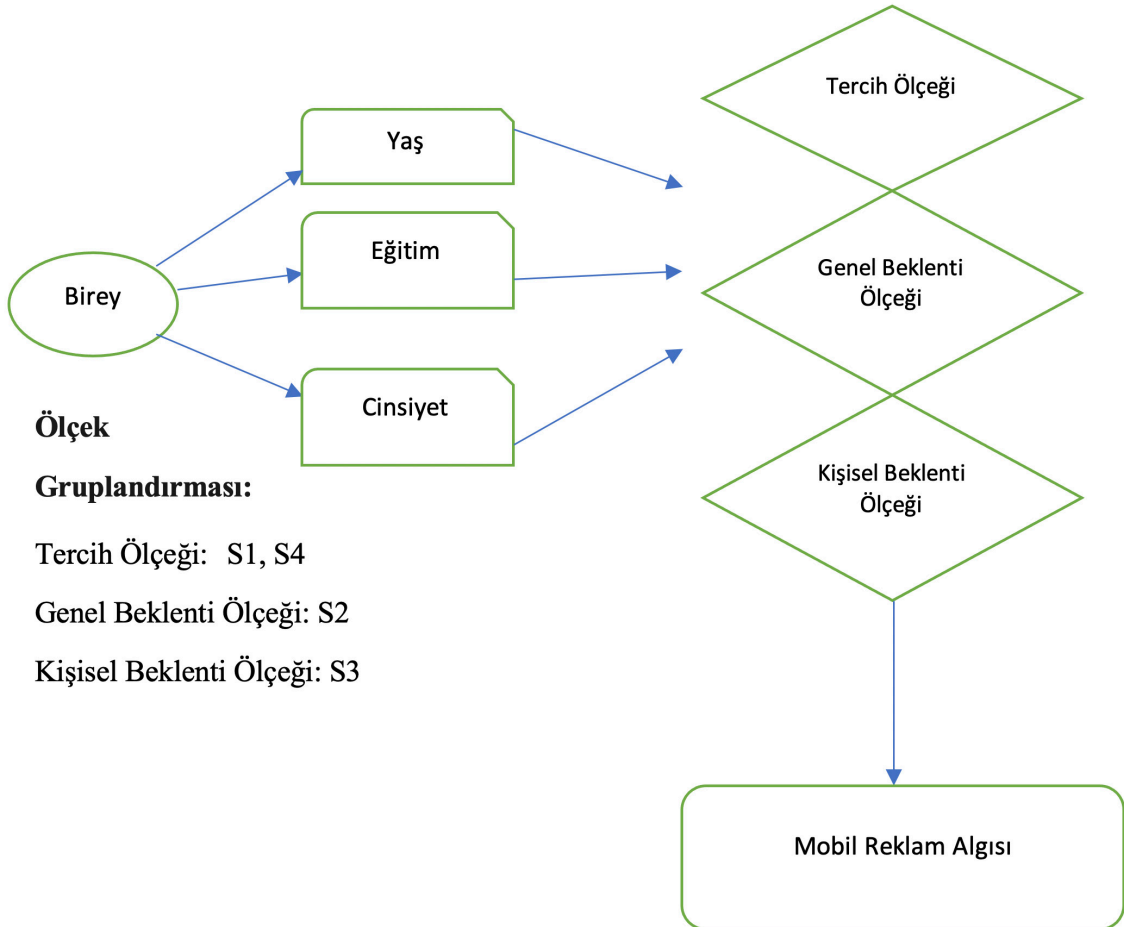 Tercih Ölçeği
Yaş
Eğitim
Genel Beklenti
Ölçeği
Birey
Cinsiyet
Ölçek
Gruplandırması:
Kişisel Beklenti
Ölçeği
Tercih Ölçeği: S1, S4
Genel Beklenti Ölçeği: S2
Kişisel Beklenti Ölçeği: S3
Mobil Reklam Algısı